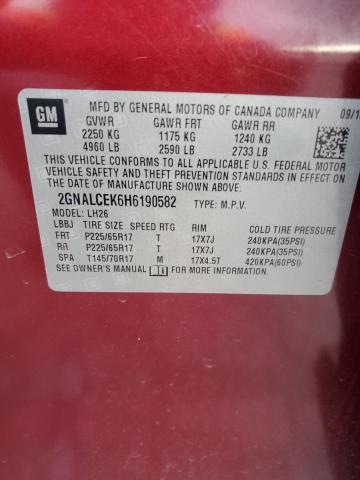 GM MFD BY GENERAL MOTORS OF CANADA COMPANY 09/1
GVWR GAWR FRT GAWR RR
2250 KG 1175 KG 1240 KG
4960 LB 2590 LB 2733 LB
THIS VEHICLE CONFORMS TO ALL APPLICABLE U.S. FEDERAL MOTOR
VEHICLE SAFETY AND THEFT PREVENTION STANDARDS IN EFFECT
ON THE DATE OF MANUFACTURE SHOWN ABOVE.
2GNALCEK6H6190582 TYPE: M.P.V.
MODEL: LH26
LBBJ TIRE SIZE SPEED RTG RIM COLD TIRE PRESSURE
FRT P225/65R17 T 17X7J 240KPA(35PSI)
RR P225/65R17 T 17X7J 240KPA(35PSI)
SPA T145/70R17 M 17X4.5T 420KPA(60PSI)
SEE OWNER'S MANUAL FOR MORE INFORMATION.